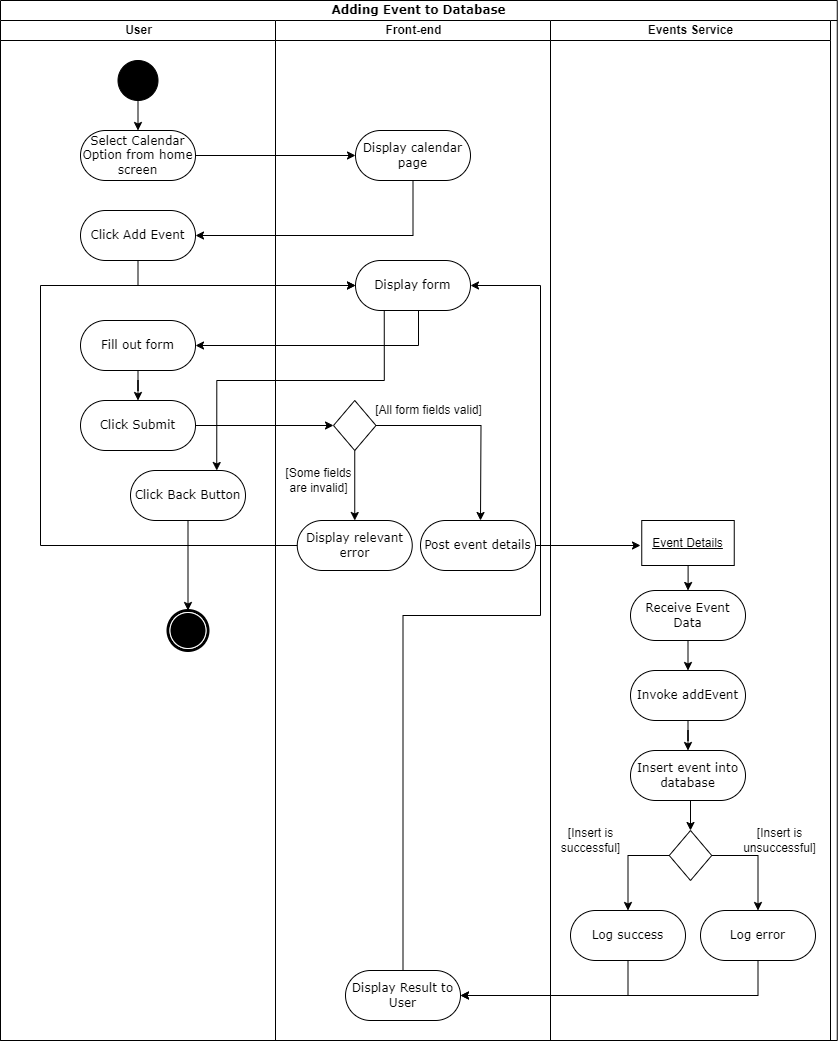 Adding Event to Database
User
Front-end
Events Service
Select Calendar
Option from home
screen
Display calendar
page
Click Add Event
Display form
Fill out form
Click Submit
[All form fields valid]
[Some fields
are invalid]
Click Back Button
Display relevant
error
Post event details
Event Details
Receive Event
Data
Invoke addEvent
Insert event into
database
[Insert is
successful]
[Insert is
unsuccessful]
Log success
Log error
Display Result to
User